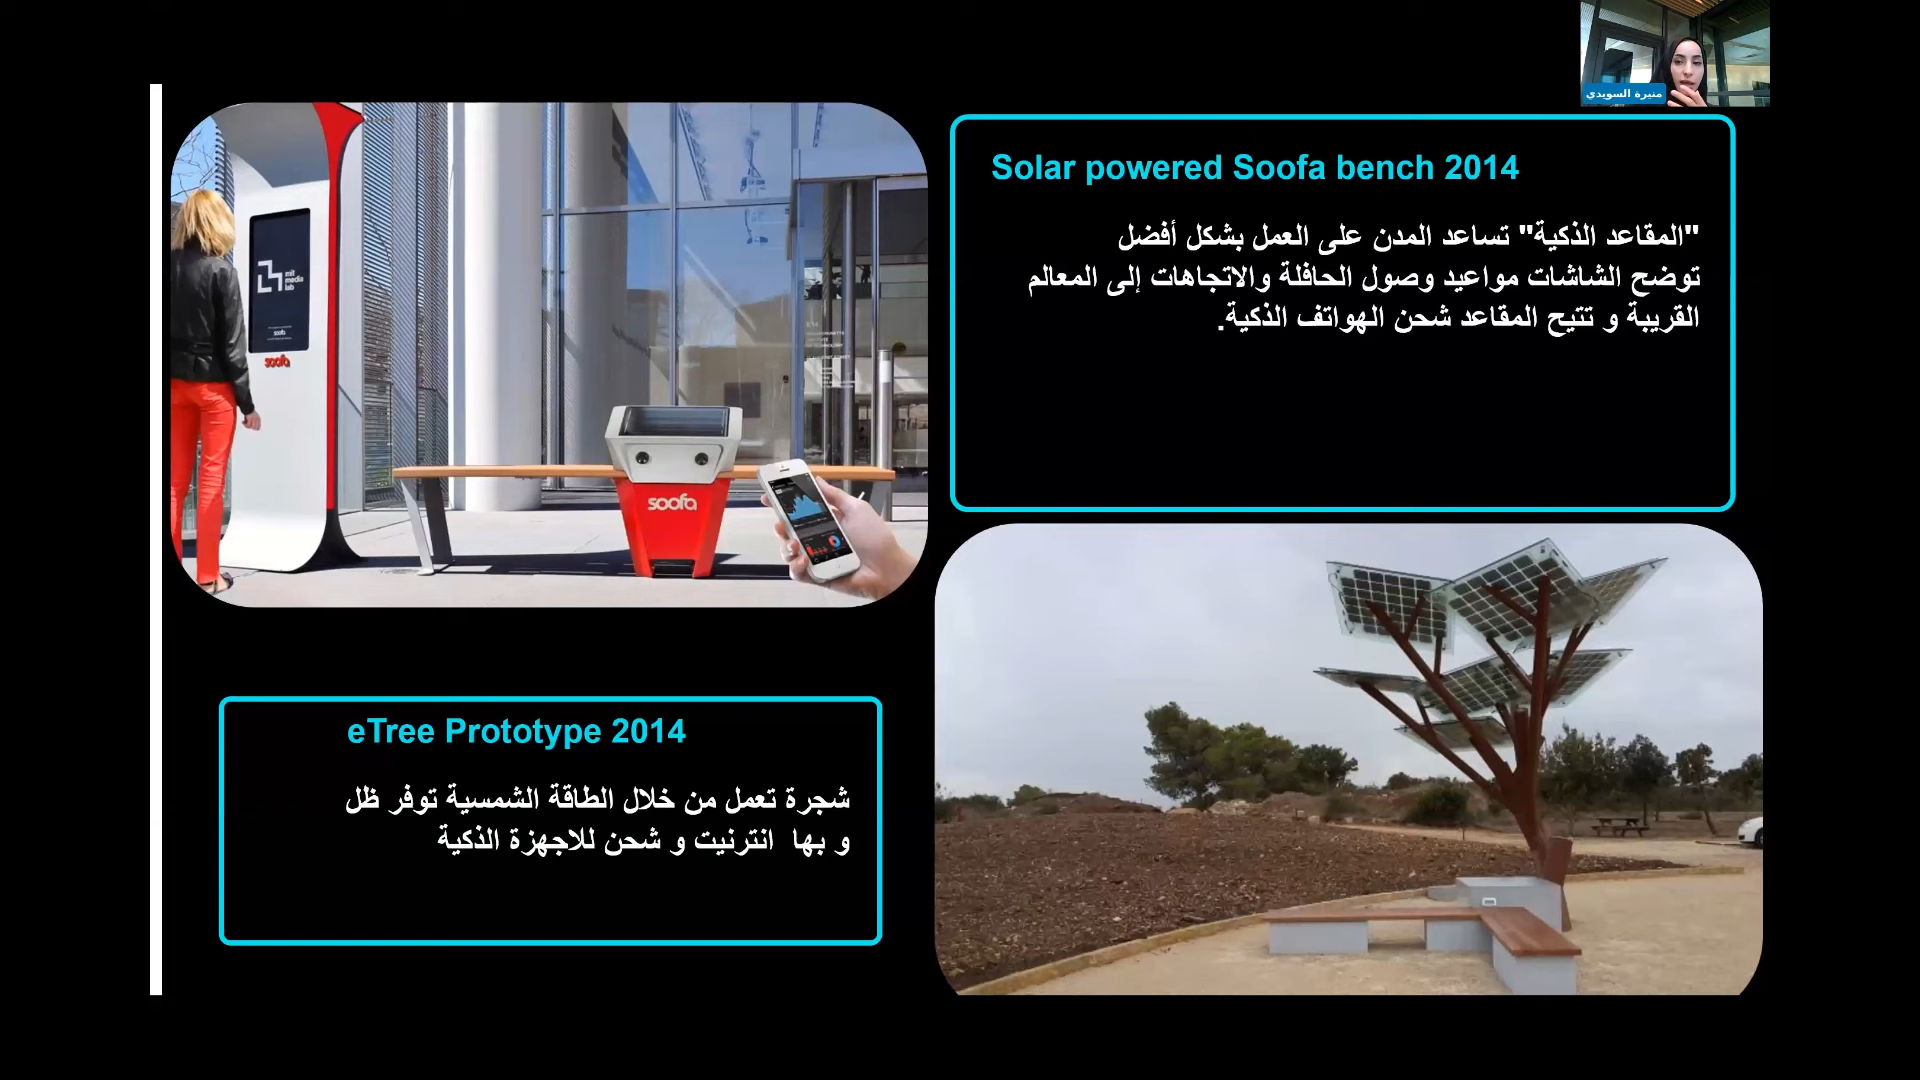 منيرة السويدي
Solar powered Soofa bench 2014
"المقاعد الذكية" تساعد المدن على العمل بشكل أفضل
توضح الشاشات مواعيد وصول الحافلة والاتجاهات إلى المعالم
القريبة و تتيح المقاعد شحن الهواتف الذكية.
mit
media
lab
soofa
soofa
soofa
eTree Prototype 2014
شجرة تعمل من خلال الطاقة الشمسية توفر ظل
و بها انترنيت و شحن للاجهزة الذكية